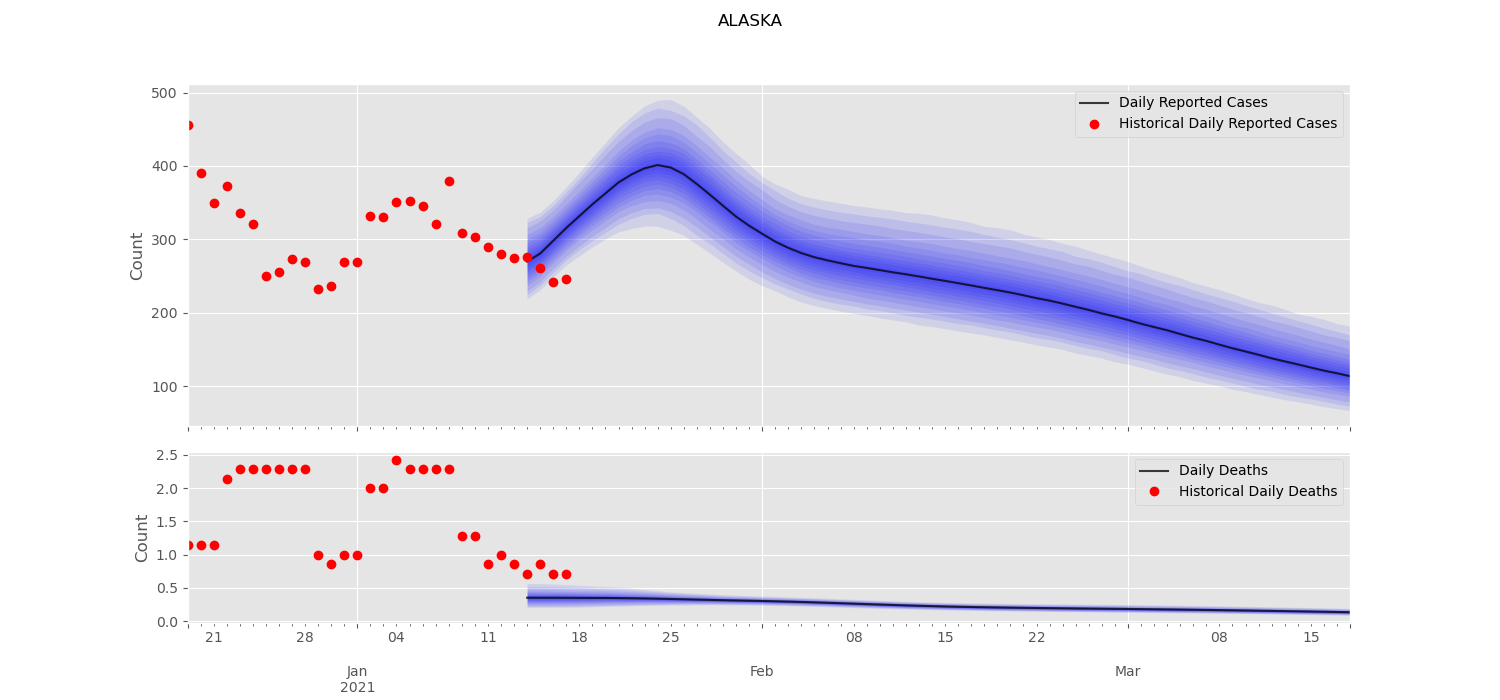 ALASKA
500
400
300
200
100
Count
Daily Reported Cases
Historical Daily Reported Cases
2.5
2.0
1.5
1.0
0.5
0.0
Count
Daily Deaths
Historical Daily Deaths
21 28 04 11 18 25 08 15 22 08 15
Jan Feb Mar
2021